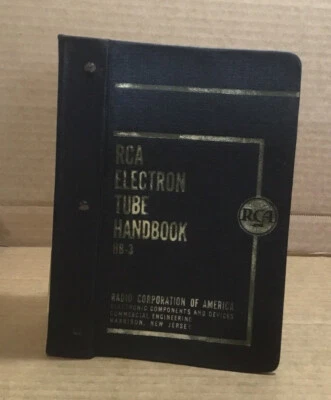 RCA
ELECTRON
TUBE
HANDBOOK
HB-3
RCA
RADIO CORPORATION OF AMERICA
ELECTRONIC COMPONENTS AND DEVICES
COMMERCIAL ENGINEERING
HARRISON, NEW JERSEY